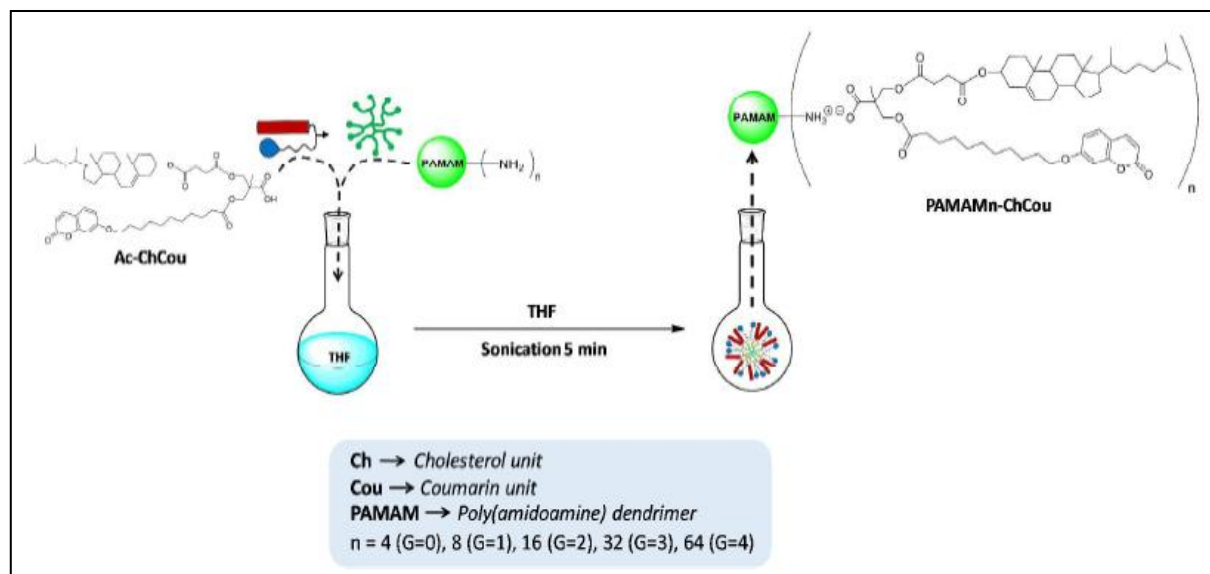 PAMAM
NH₂
n
OH
Ac-ChCou
THF
THF
Sonication 5 min
PAMAM
NH₃
⊕ ⊖
n
PAMAMn-ChCou
Ch → Cholesterol unit
Cou → Coumarin unit
PAMAM → Poly(amidoamine) dendrimer
n = 4 (G=0), 8 (G=1), 16 (G=2), 32 (G=3), 64 (G=4)